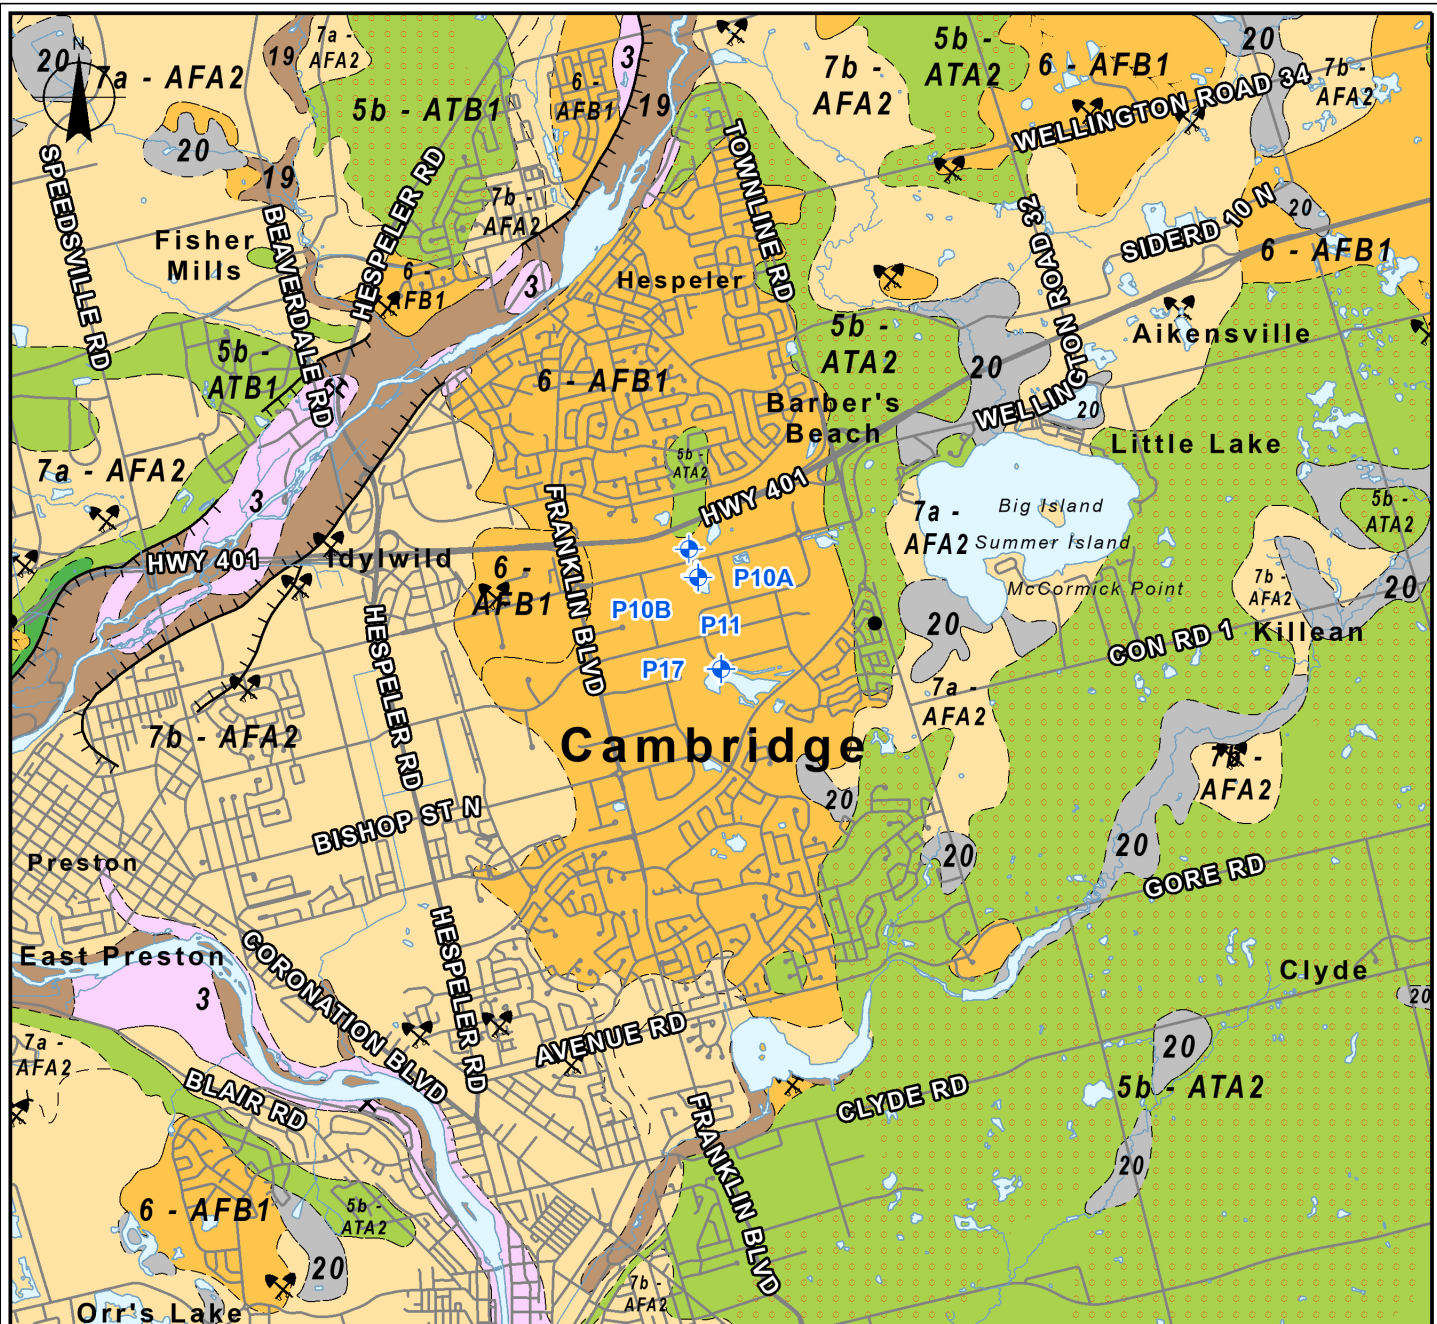 20
N
7a - AFA2
19
7a -
AFA2
5b - ATB1
6 -
AFB1
3
19
7b -
AFA2
5b -
ATA2
6 - AFB1
20
7b -
AFA2
WELLINGTON ROAD 34
SPEEDSVILLE RD
20
19
BEAVERDALE RD
HESPELER RD
7b -
AFA2
TOWNLINE RD
WELLINGTON ROAD 32
SIDERD 10 N
20
6 - AFB1
Fisher
Mills
6 -
FB1
3
Hespeler
5b -
ATB1
6 - AFB1
5b -
ATA2
20
Aikensville
Barber's
Beach
20
Little Lake
7a - AFA2
3
5b -
ATA2
HWY 401
Big Island
Summer Island
McCormick Point
7a -
AFA2
5b -
ATA2
HWY 401
Idylwild
6 -
AFB1
FRANKLIN BLVD
P10A
P10B
P11
P17
20
7b -
AFA2
20
Killean
CON RD 1
HESPELER RD
7b - AFA2
7a -
AFA2
Cambridge
AFA2
20
BISHOP ST N
20
20
GORE RD
Preston
East Preston
3
CORONATION BLVD
HESPELER RD
Clyde
20
7a -
AFA2
AVENUE RD
20
BLAIR RD
CLYDE RD
5b - ATA2
FRANKLIN BLVD
20
6 - AFB1
5b -
ATA2
20
7b -
AFA2
Orr's Lake